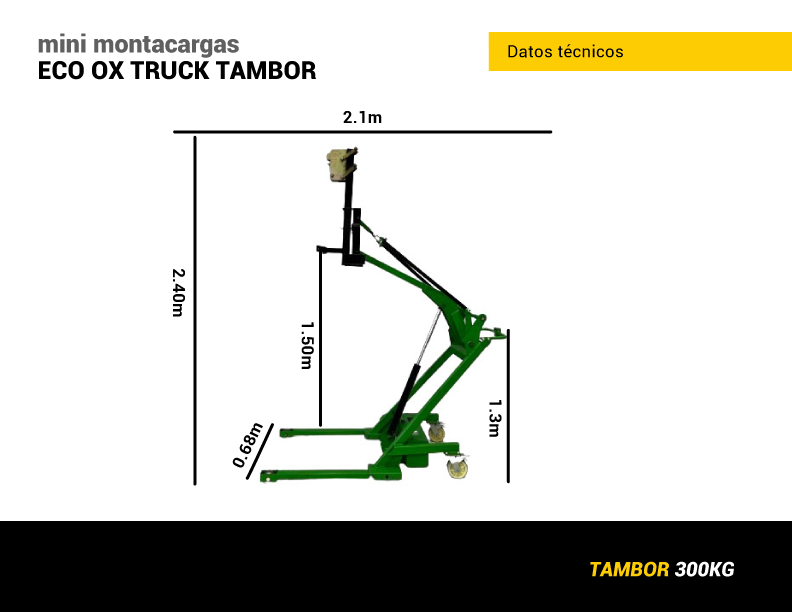 mini montacargas
ECO OX TRUCK TAMBOR
Datos técnicos
2.1m
2.40m
1.50m
1.3m
0.68m
TAMBOR 300KG